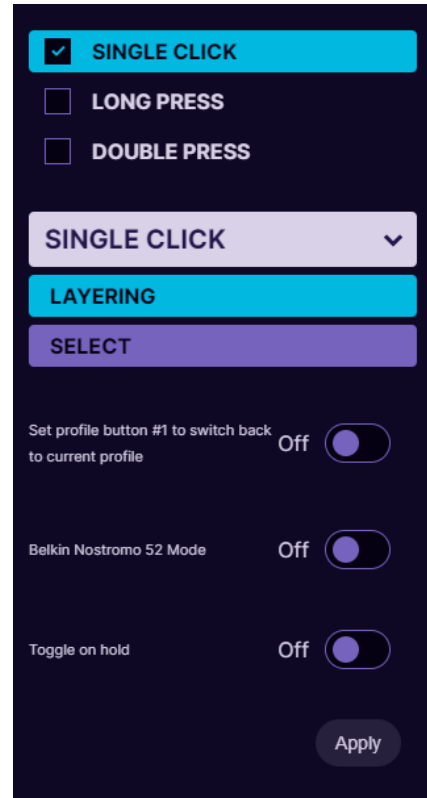 SINGLE CLICK
LONG PRESS
DOUBLE PRESS
SINGLE CLICK
LAYERING
SELECT
Set profile button #1 to switch back
to current profile
Off
Belkin Nostromo 52 Mode
Off
Toggle on hold
Off
Apply